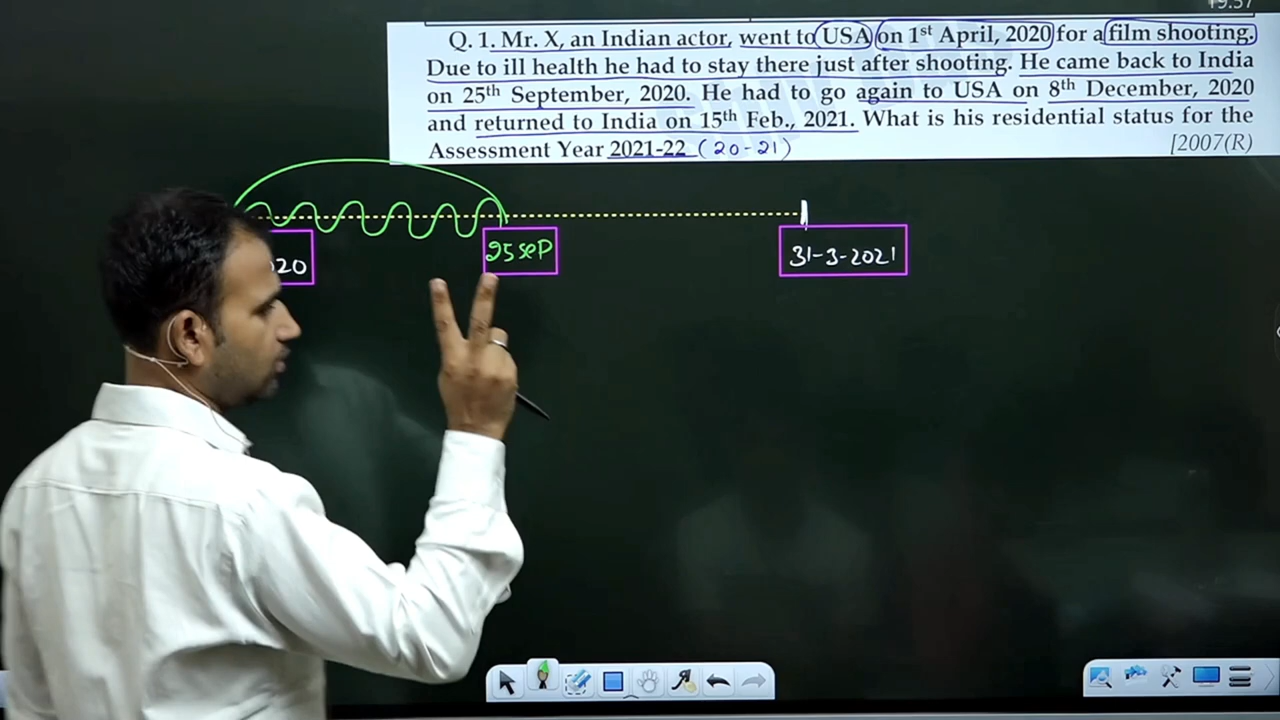 Q. 1. Mr. X, an Indian actor, went to USA on 1st April, 2020 for a film shooting.
Due to ill health he had to stay there just after shooting. He came back to India
on 25th September, 2020. He had to go again to USA on 8th December, 2020
and returned to India on 15th Feb., 2021. What is his residential status for the
Assessment Year 2021-22 (20-21) [2007(R)
020 25 sep 31-3-2021